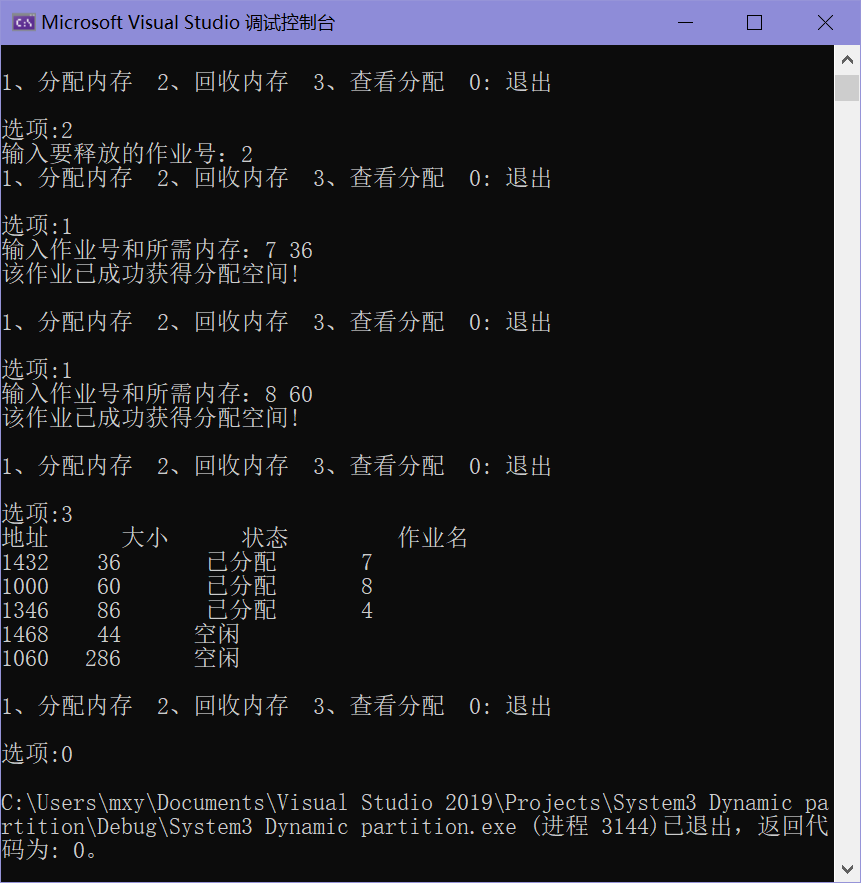 Microsoft Visual Studio 调试控制台
1、分配内存  2、回收内存  3、查看分配  0: 退出
选项:2
输入要释放的作业号: 2
1、分配内存  2、回收内存  3、查看分配  0: 退出
选项:1
输入作业号和所需内存: 7 36
该作业已成功获得分配空间!
1、分配内存  2、回收内存  3、查看分配  0: 退出
选项:1
输入作业号和所需内存: 8 60
该作业已成功获得分配空间!
1、分配内存  2、回收内存  3、查看分配  0: 退出
选项:3
地址      大小      状态         作业名
1432    36       已分配       7
1000    60       已分配       8
1346    86       已分配       4
1468    44      空闲
1060   286      空闲
1、分配内存  2、回收内存  3、查看分配  0: 退出
选项:0
C:\Users\mxy\Documents\Visual Studio 2019\Projects\System3 Dynamic pa
rtition\Debug\System3 Dynamic partition.exe (进程 3144)已退出，返回代
码为: 0。